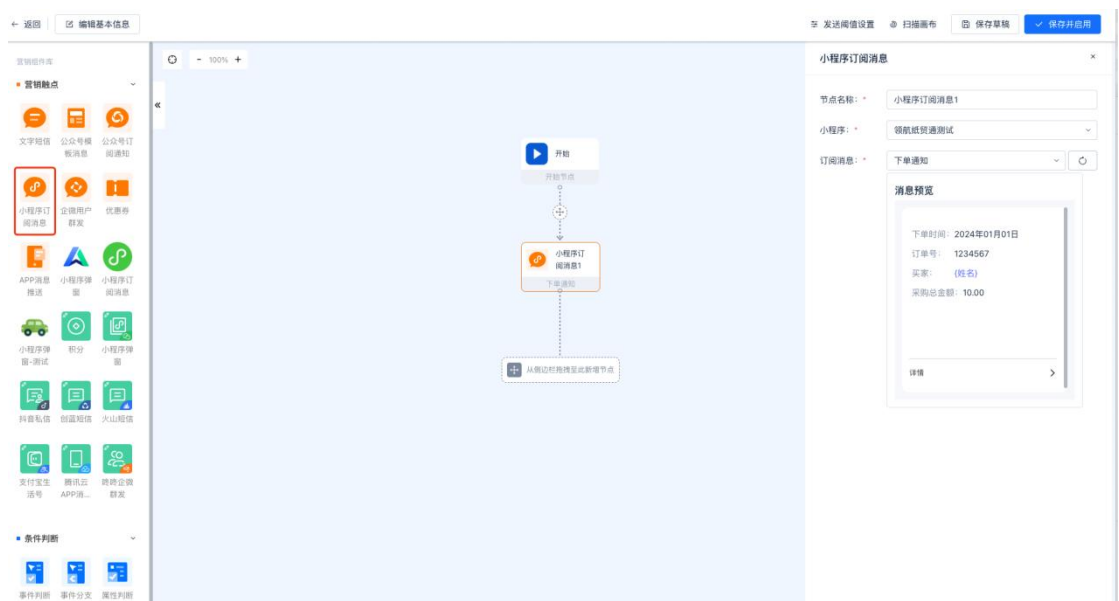 ← 返回
编辑基本信息
发送阈值设置
扫描画布
保存草稿
保存并启用
营销组件库
营销触点
文字短信
公众号模
板消息
公众号订
阅通知
小程序订
阅消息
企微用户
群发
优惠券
APP消息
推送
小程序弹
窗
小程序订
阅消息
小程序弹
窗-测试
积分
小程序弹
窗
抖音私信
创蓝短信
火山短信
支付宝生
活号
腾讯云
APP消...
群发
条件判断
事件判断
事件分支
属性判断
- 100% +
«
开始
开始节点
小程序订
阅消息1
下单通知
从侧边栏拖拽至此新增节点
小程序订阅消息
×
节点名称: *
小程序订阅消息1
小程序: *
领航纸贸通测试
订阅消息: *
下单通知
消息预览
下单时间: 2024年01月01日
订单号: 1234567
买家: {姓名}
采购总金额: 10.00
详情